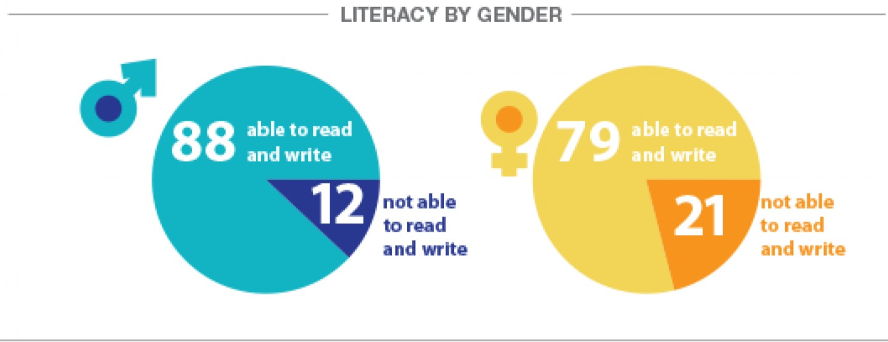 LITERACY BY GENDER
88 able to read
and write
12 not able
to read
and write
79 able to read
and write
21 not able
to read
and write